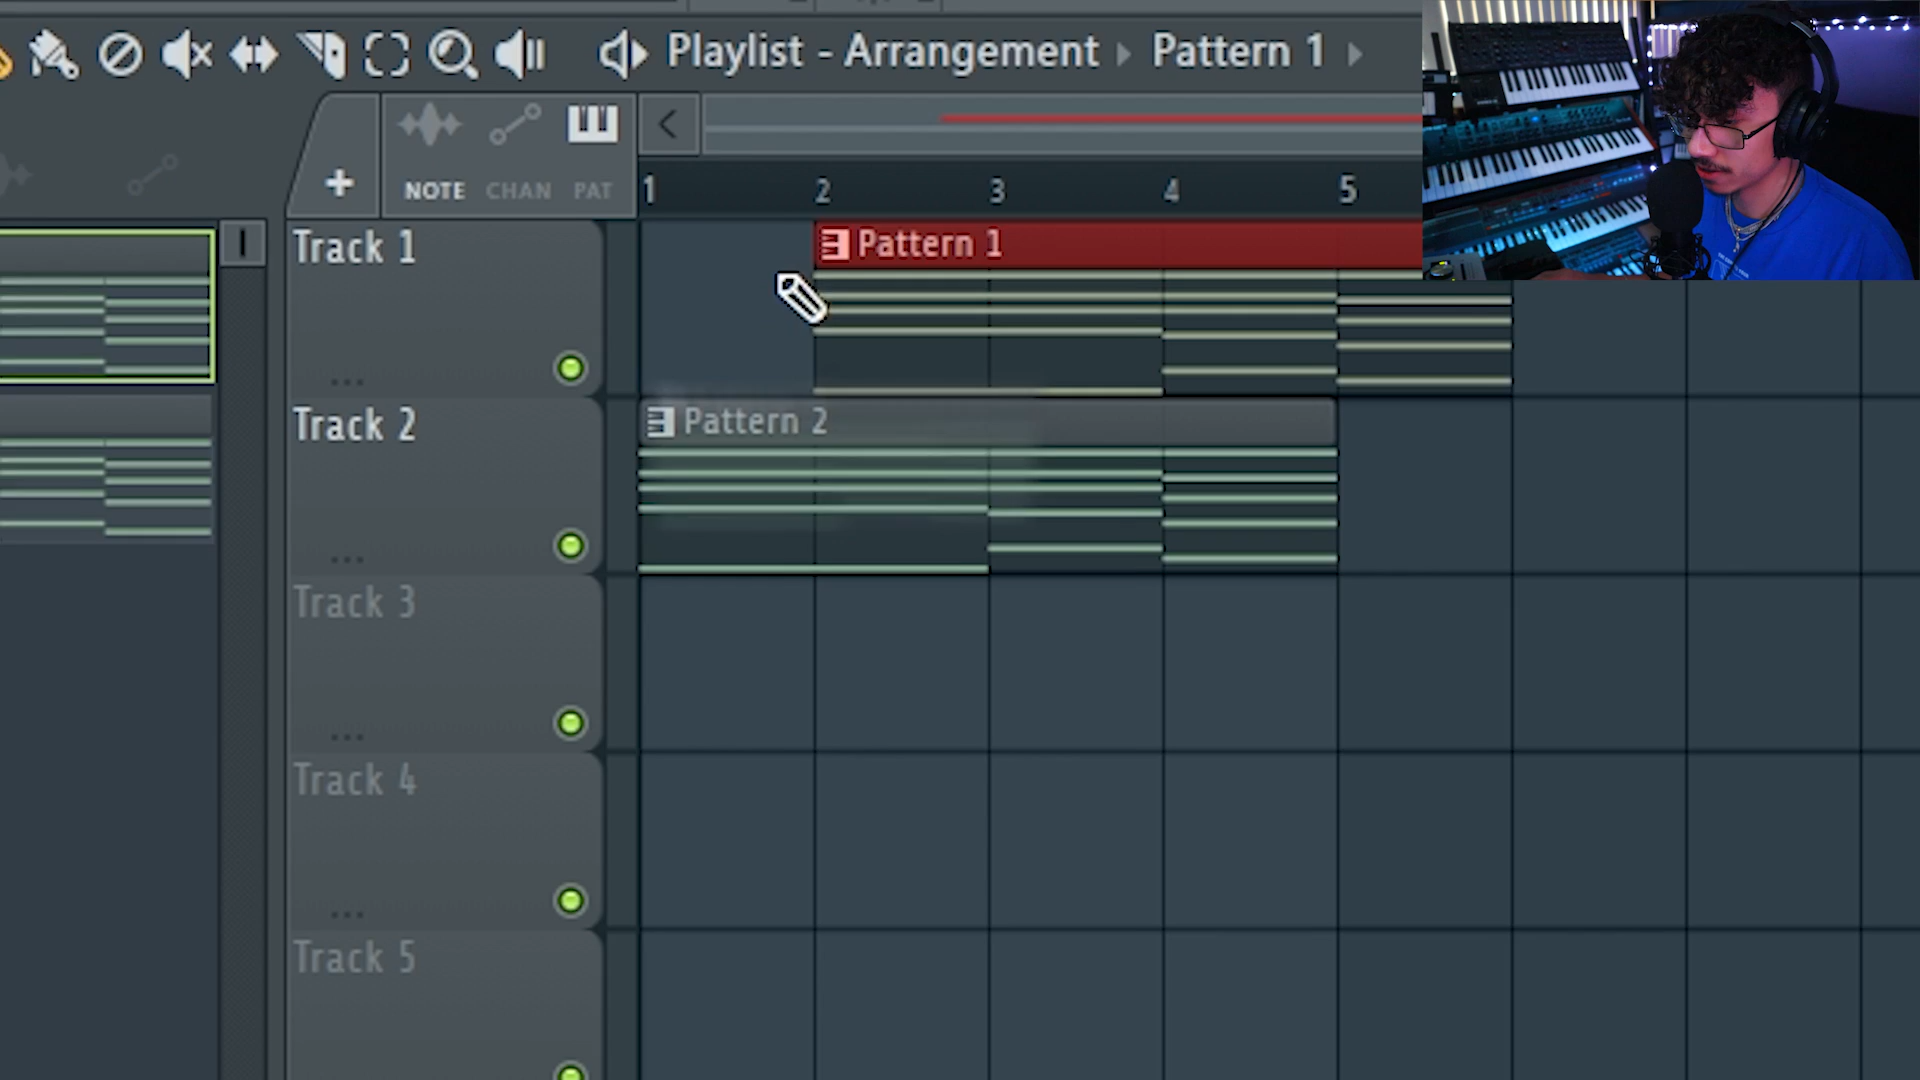 Playlist - Arrangement Pattern 1
NOTE CHAN PAT
1 2 3 4 5
Track 1
Pattern 1
Track 2
Pattern 2
Track 3
Track 4
Track 5